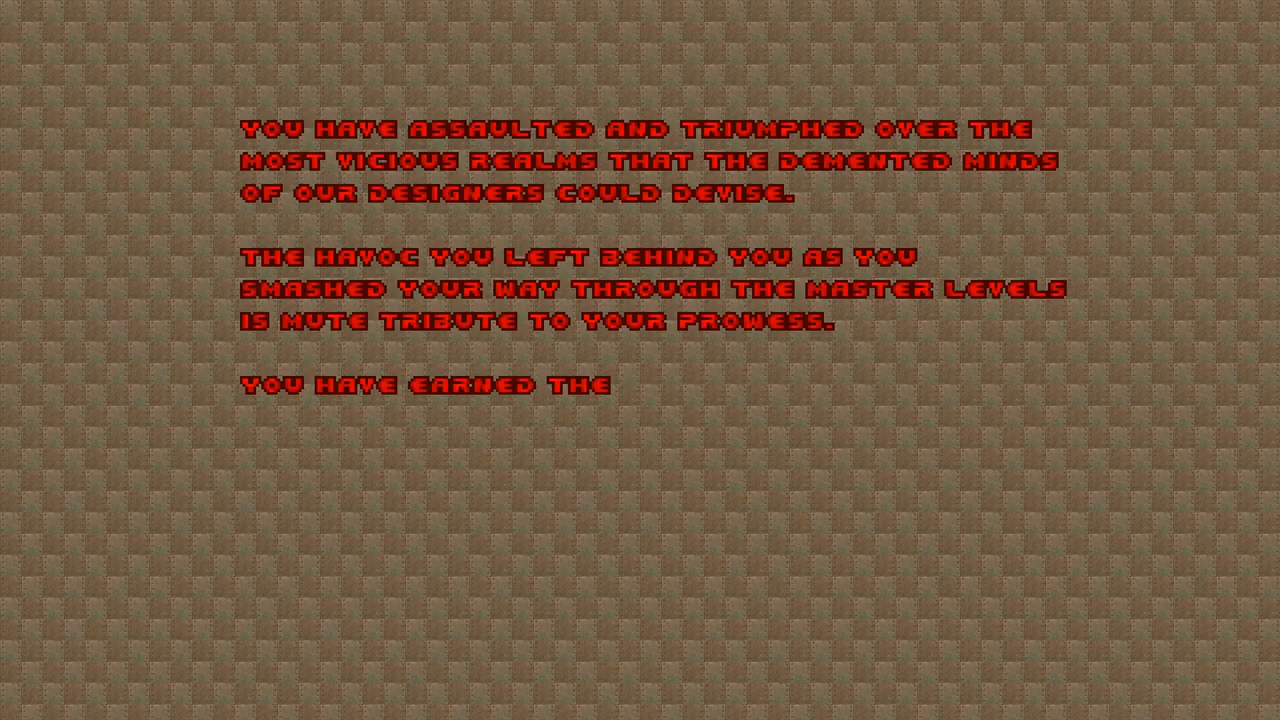 YOU HAVE ASSAULTED AND TRIUMPHED OVER THE
MOST VICIOUS REALMS THAT THE DEMENTED MINDS
OF OUR DESIGNERS COULD DEVISE.
THE HAVOC YOU LEFT BEHIND YOU AS YOU
SMASHED YOUR WAY THROUGH THE MASTER LEVELS
IS MUTE TRIBUTE TO YOUR PROWESS.
YOU HAVE EARNED THE